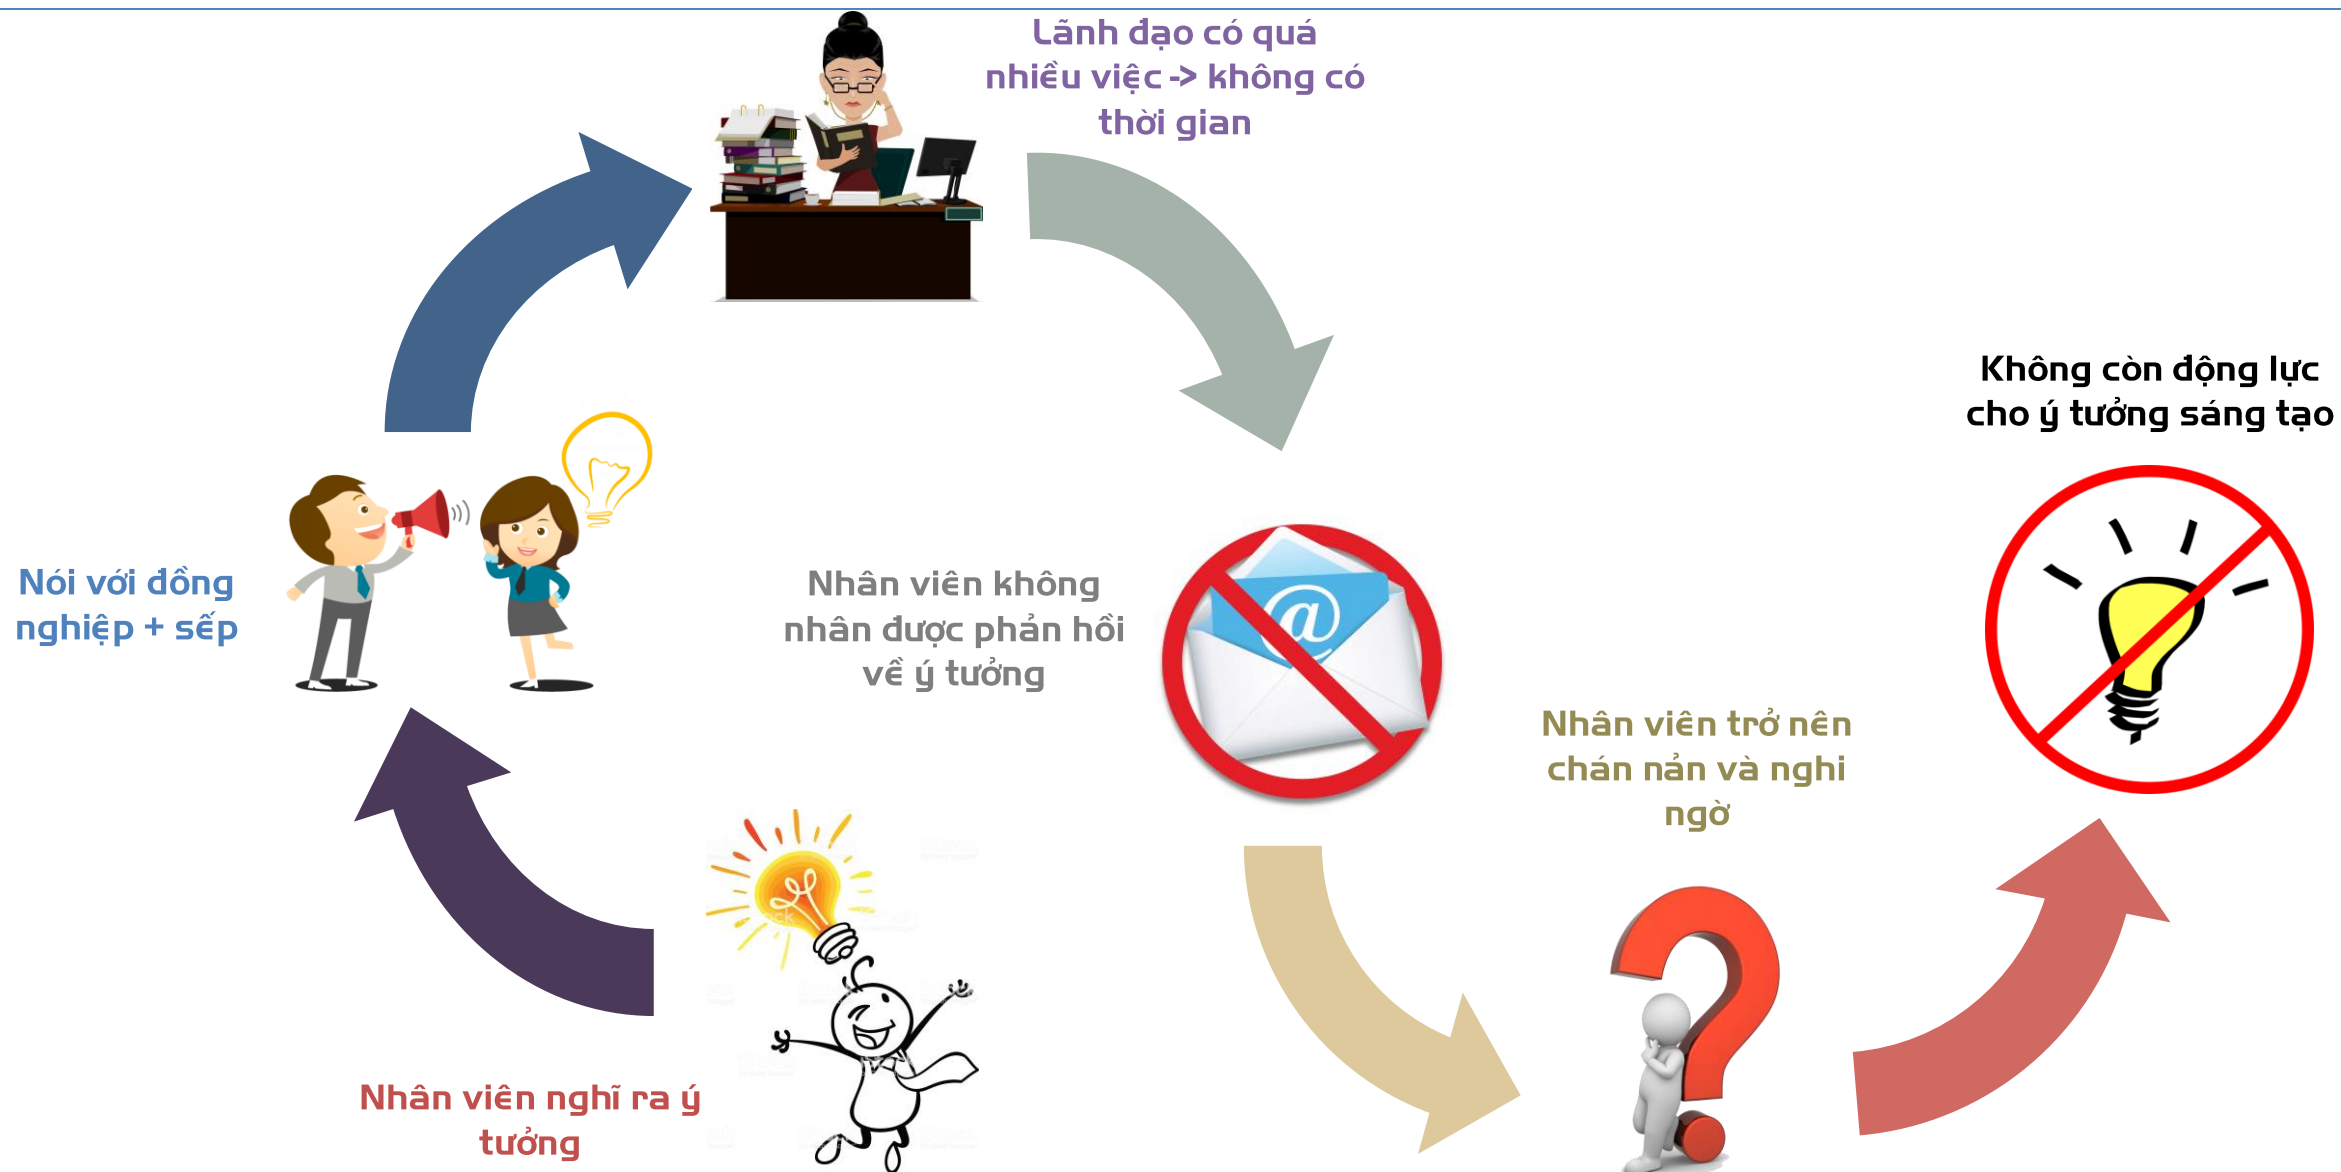 Lãnh đạo có quá
nhiều việc -> không có
thời gian
Không còn động lực
cho ý tưởng sáng tạo
Nói với đồng
nghiệp + sếp
Nhân viên không
nhân được phản hồi
về ý tưởng
Nhân viên trở nên
chán nản và nghi
ngờ
Nhân viên nghĩ ra ý
tưởng